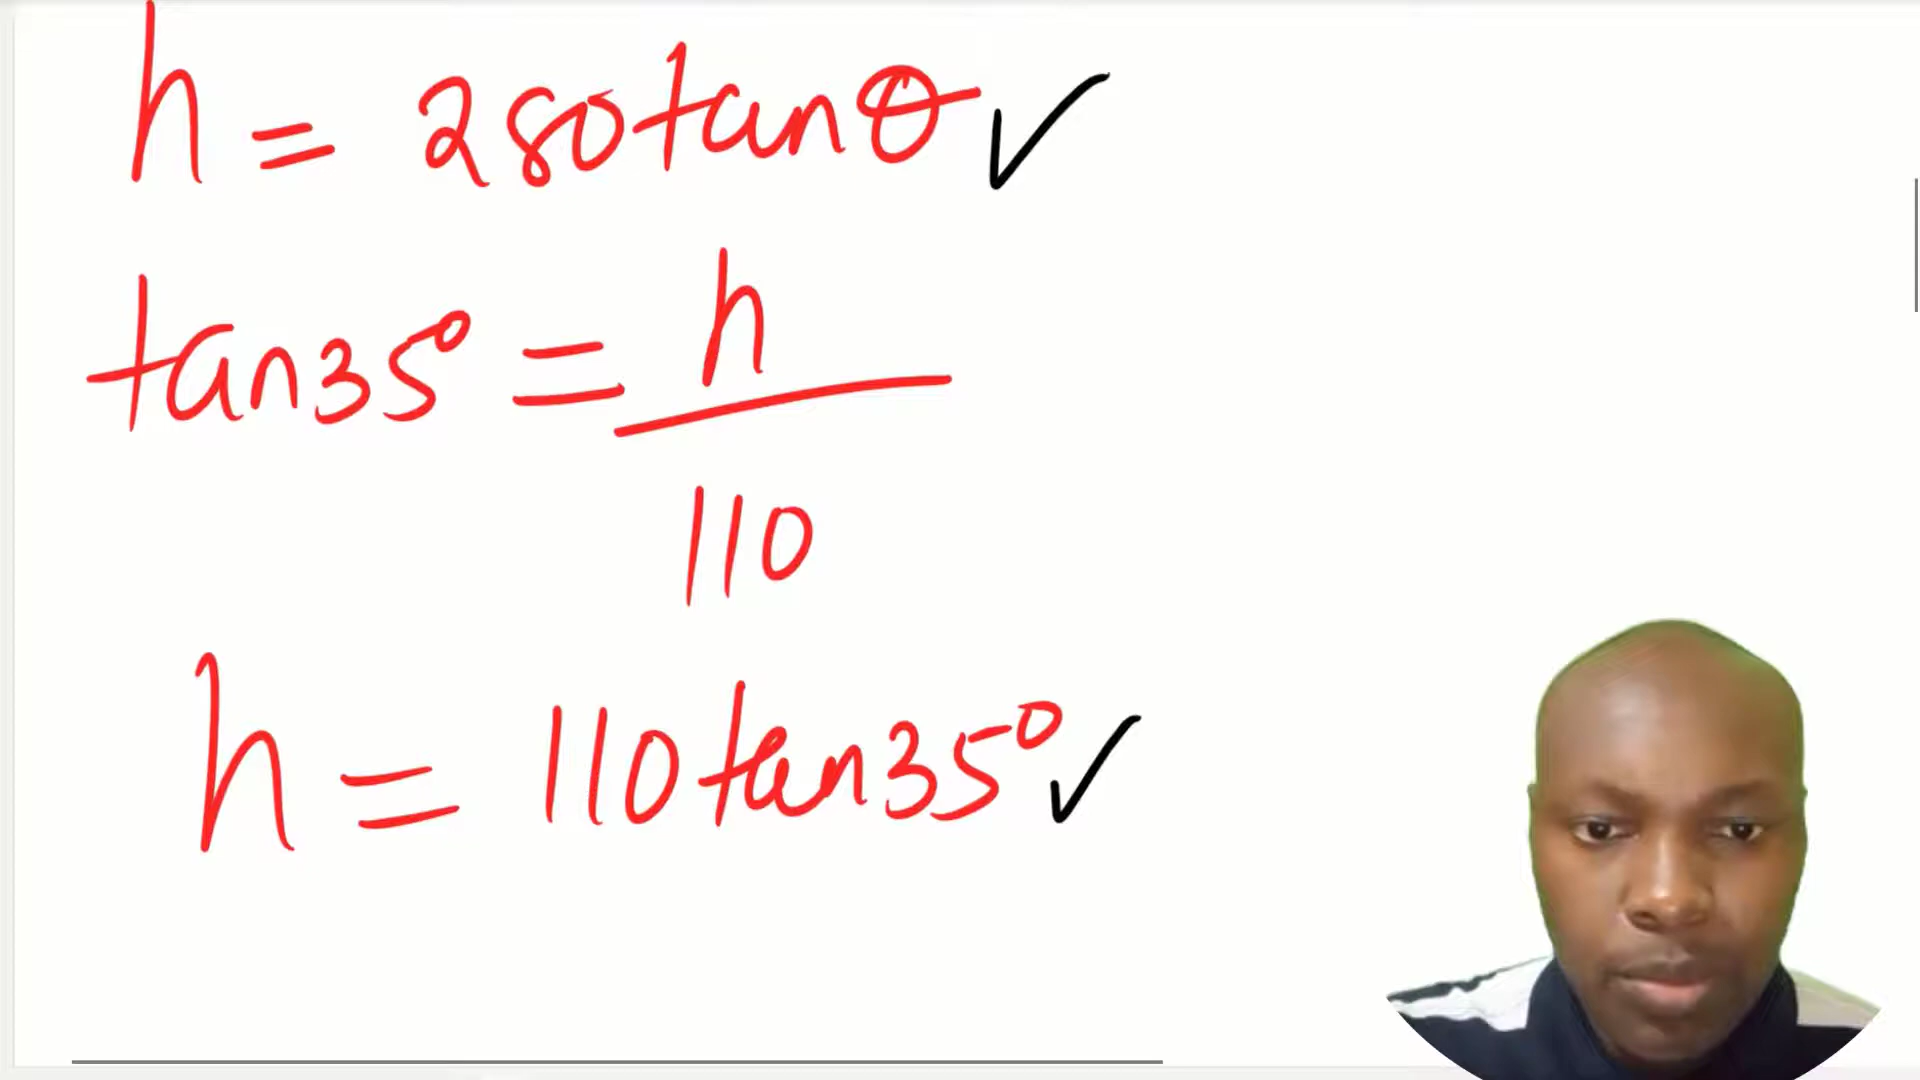 h = 280tanθ✓
tan35° = h
110
h = 110tan35°✓